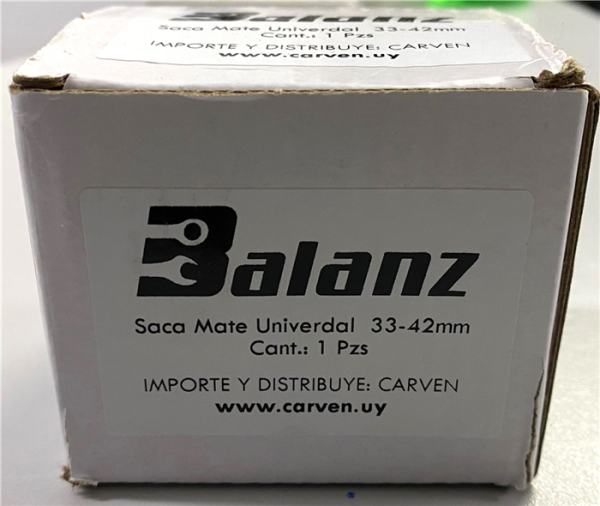 Balanz
Saca Mate Univerdal 33-42mm
Cant.: 1 Pzs
IMPORTE Y DISTRIBUYE: CARVEN
www.carven.uy
Balanz
Saca Mate Univerdal 33-42mm
Cant.: 1 Pzs
IMPORTE Y DISTRIBUYE: CARVEN
www.carven.uy